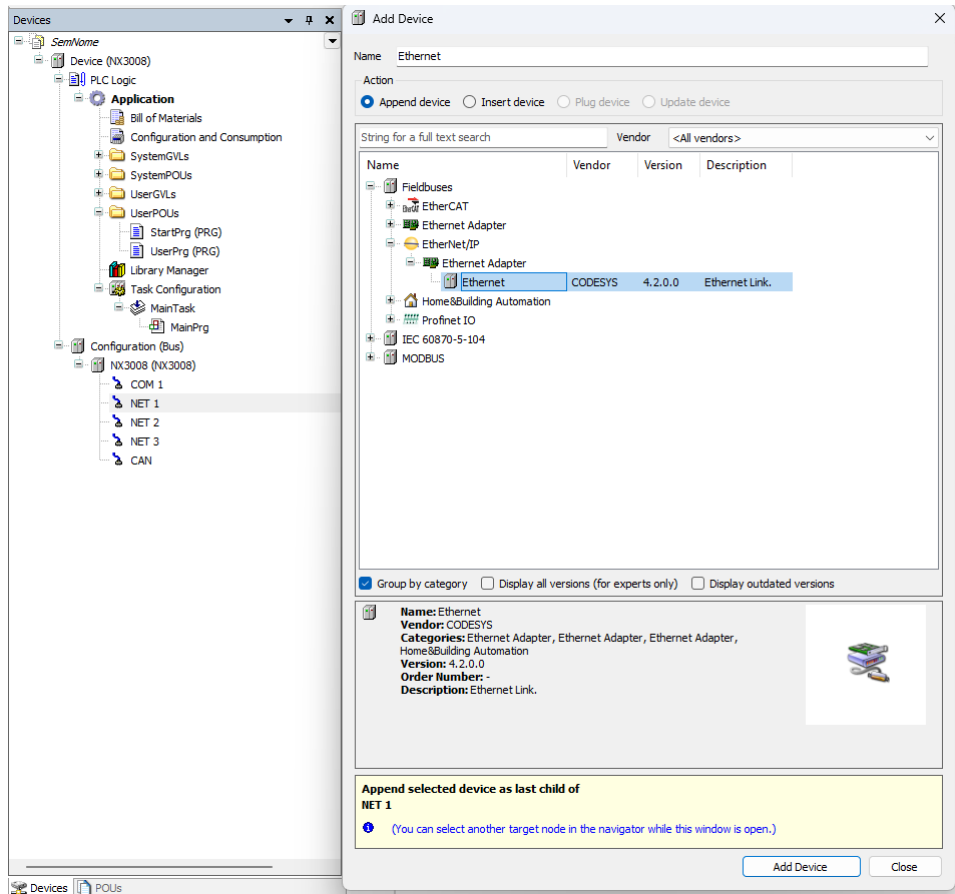 Devices
SemNome
Device (NX3008)
PLC Logic
Application
Bill of Materials
Configuration and Consumption
SystemGVLs
SystemPOUs
UserGVLs
UserPOUs
StartPrg (PRG)
UserPrg (PRG)
Library Manager
Task Configuration
MainTask
MainPrg
Configuration (Bus)
NX3008 (NX3008)
COM 1
NET 1
NET 2
NET 3
CAN
Devices POUs
Add Device
Name Ethernet
Action
Append device Insert device Plug device Update device
String for a full text search Vendor <All vendors>
Name Vendor Version Description
Fieldbuses
EtherCAT
Ethernet Adapter
EtherNet/IP
Ethernet Adapter
Ethernet CODESYS 4.2.0.0 Ethernet Link.
Home&Building Automation
Profinet IO
IEC 60870-5-104
MODBUS
Group by category Display all versions (for experts only) Display outdated versions
Name: Ethernet
Vendor: CODESYS
Categories: Ethernet Adapter, Ethernet Adapter, Ethernet Adapter,
Home&Building Automation
Version: 4.2.0.0
Order Number: -
Description: Ethernet Link.
Append selected device as last child of
NET 1
(You can select another target node in the navigator while this window is open.)
Add Device Close